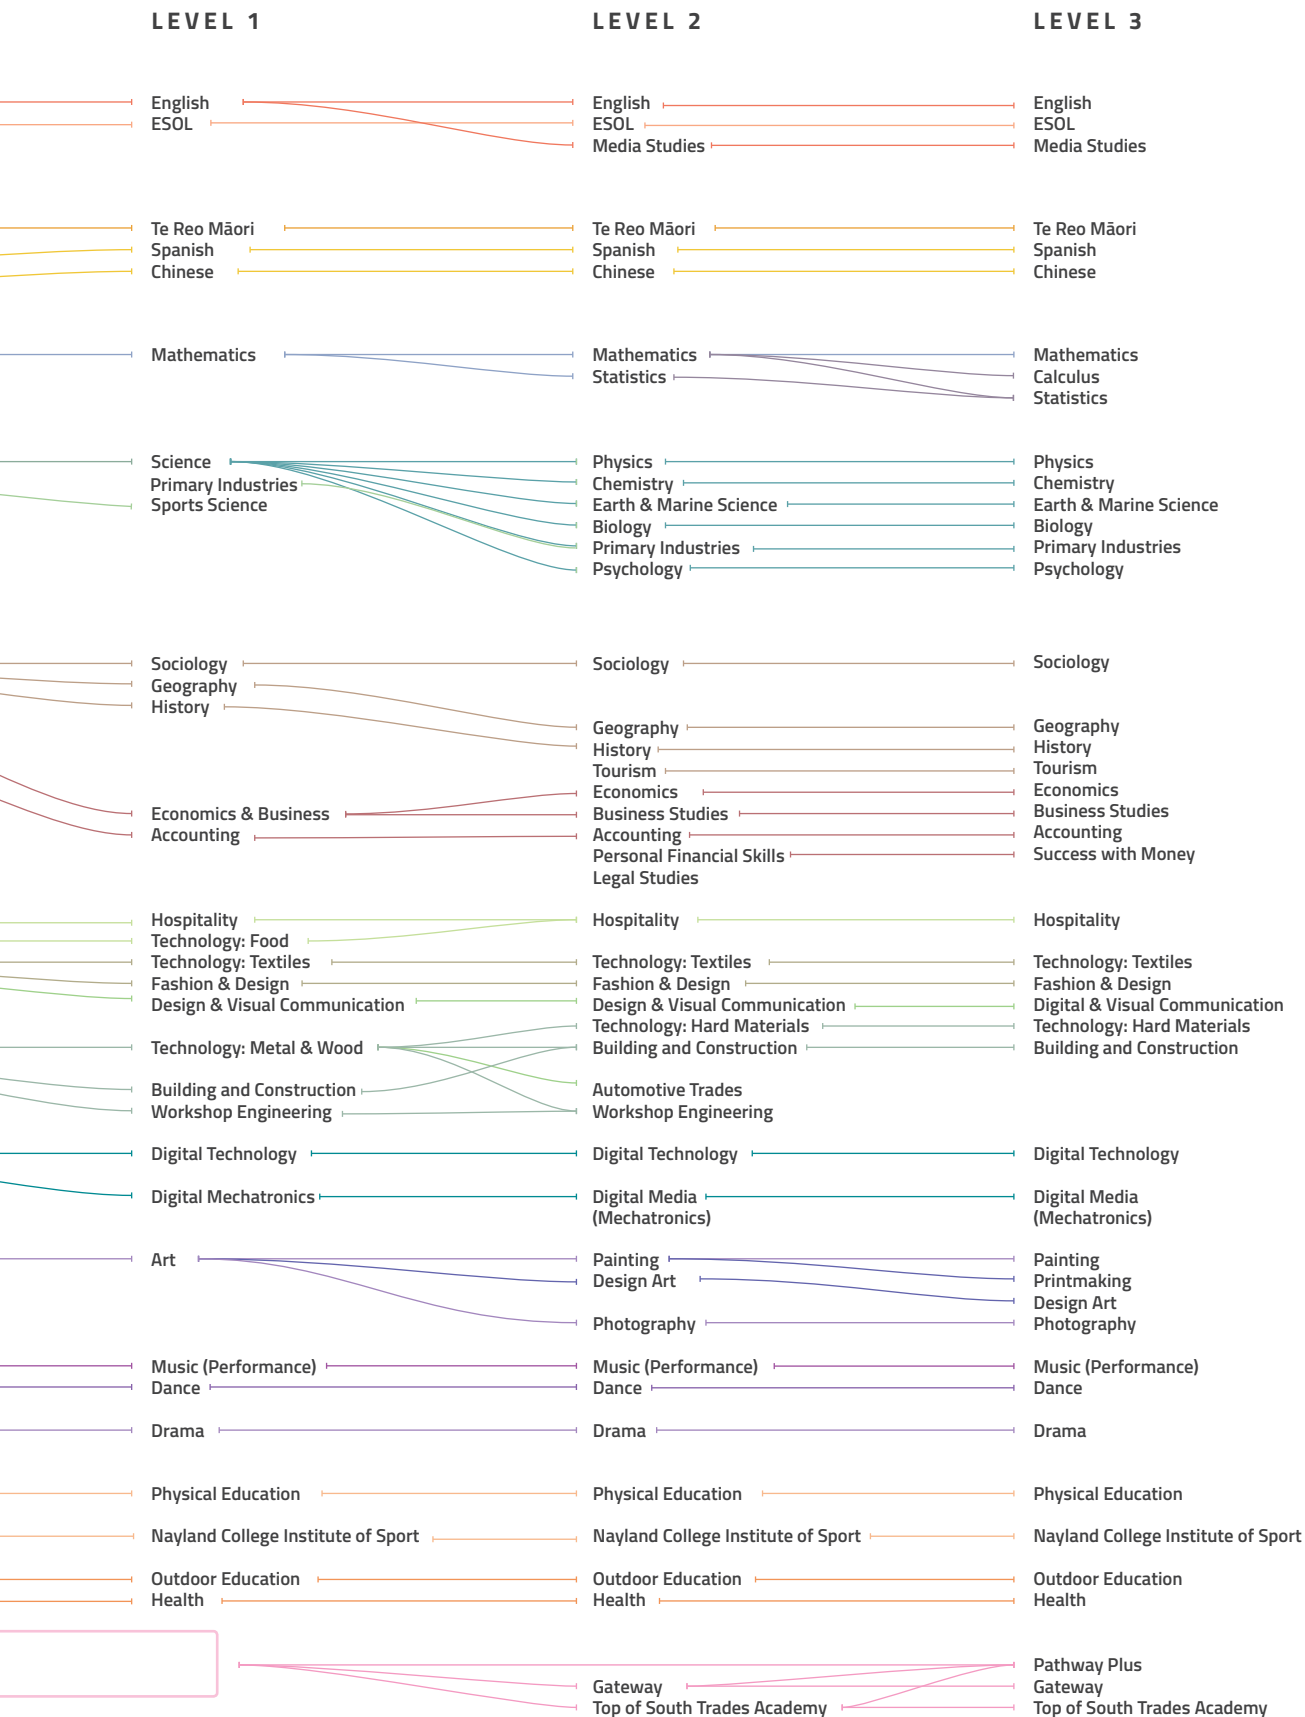 LEVEL 1 LEVEL 2 LEVEL 3
English English English
ESOL ESOL ESOL
Media Studies Media Studies
Te Reo Māori Te Reo Māori Te Reo Māori
Spanish Spanish Spanish
Chinese Chinese Chinese
Mathematics Mathematics Mathematics
Statistics Calculus
Statistics
Science Physics Physics
Primary Industries Chemistry Chemistry
Sports Science Earth & Marine Science Earth & Marine Science
Biology Biology
Primary Industries Primary Industries
Psychology Psychology
Sociology Sociology Sociology
Geography
History
Geography Geography
History History
Tourism Tourism
Economics Economics
Economics & Business Business Studies Business Studies
Accounting Accounting Accounting
Personal Financial Skills Success with Money
Legal Studies
Hospitality Hospitality Hospitality
Technology: Food
Technology: Textiles Technology: Textiles Technology: Textiles
Fashion & Design Fashion & Design Fashion & Design
Design & Visual Communication Design & Visual Communication Digital & Visual Communication
Technology: Hard Materials Technology: Hard Materials
Technology: Metal & Wood Building and Construction Building and Construction
Building and Construction Automotive Trades
Workshop Engineering Workshop Engineering
Digital Technology Digital Technology Digital Technology
Digital Mechatronics Digital Media Digital Media
(Mechatronics) (Mechatronics)
Art Painting Painting
Design Art Printmaking
Design Art
Photography Photography
Music (Performance) Music (Performance) Music (Performance)
Dance Dance Dance
Drama Drama Drama
Physical Education Physical Education Physical Education
Nayland College Institute of Sport Nayland College Institute of Sport Nayland College Institute of Sport
Outdoor Education Outdoor Education Outdoor Education
Health Health Health
Pathway Plus
Gateway Gateway
Top of South Trades Academy Top of South Trades Academy